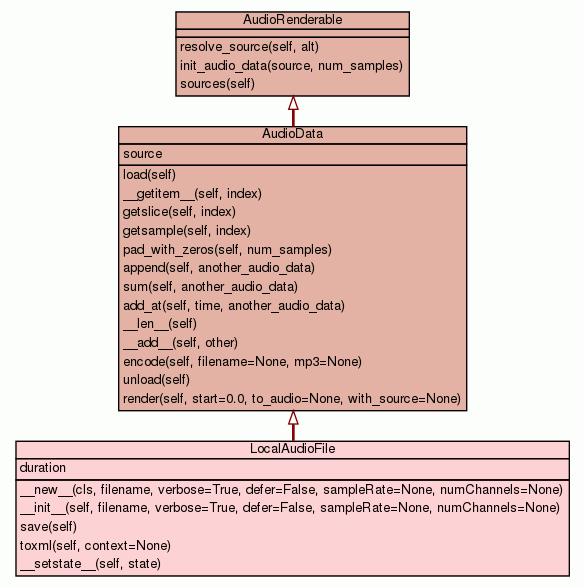 AudioRenderable
resolve_source(self, alt)
init_audio_data(source, num_samples)
sources(self)
AudioData
source
load(self)
__getitem__(self, index)
getslice(self, index)
getsample(self, index)
pad_with_zeros(self, num_samples)
append(self, another_audio_data)
sum(self, another_audio_data)
add_at(self, time, another_audio_data)
__len__(self)
__add__(self, other)
encode(self, filename=None, mp3=None)
unload(self)
render(self, start=0.0, to_audio=None, with_source=None)
LocalAudioFile
duration
__new__(cls, filename, verbose=True, defer=False, sampleRate=None, numChannels=None)
__init__(self, filename, verbose=True, defer=False, sampleRate=None, numChannels=None)
save(self)
toxml(self, context=None)
__setstate__(self, state)